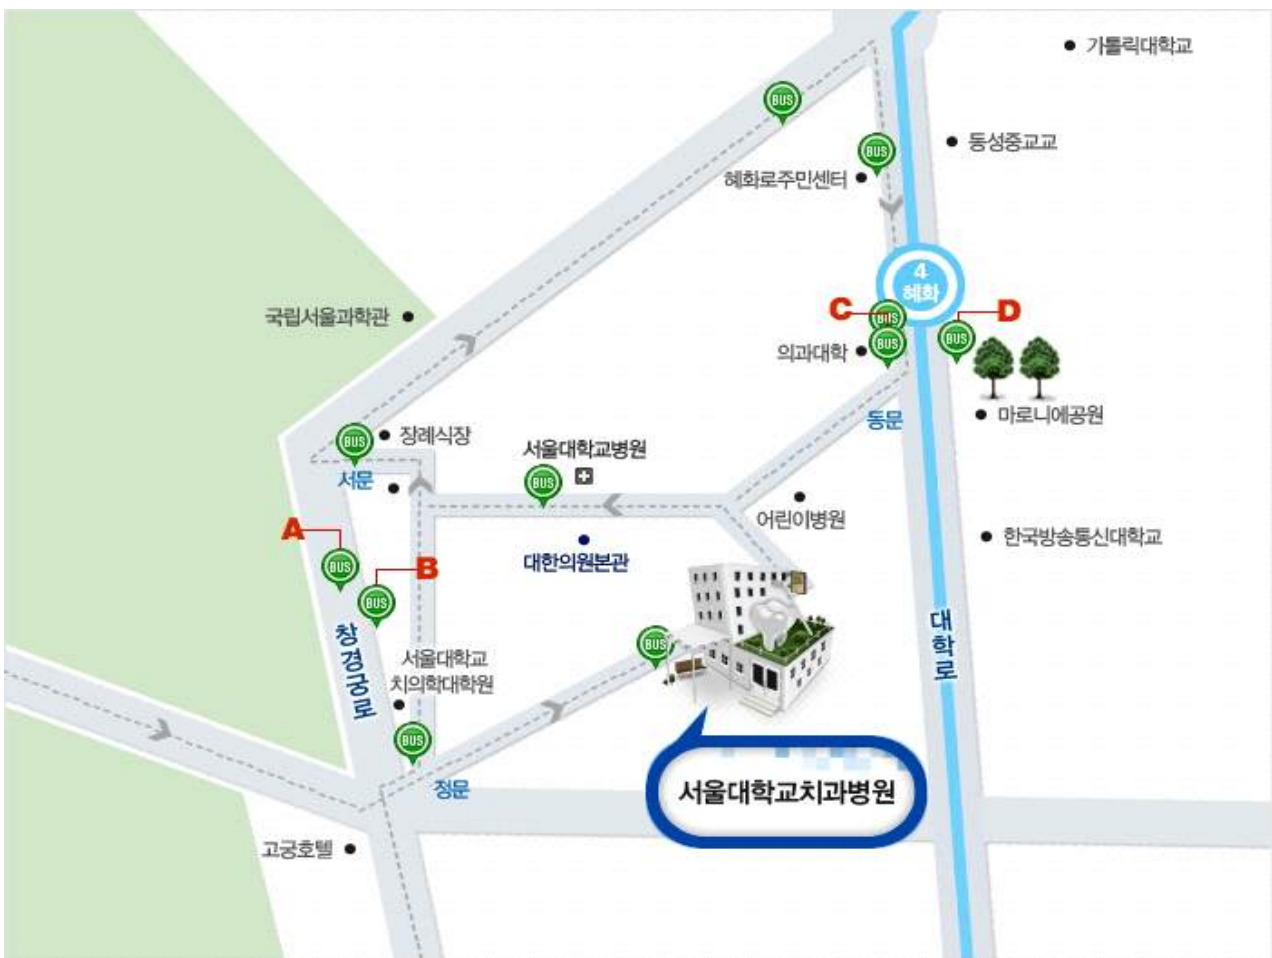 가톨릭대학교
BUS
동성중교교
BUS
혜화로주민센터
4
혜화
국립서울과학관
C
BUS
D
BUS
BUS
의과대학
마로니에공원
동문
장례식장
BUS
서울대학교병원
서문
BUS
어린이병원
A
한국방송통신대학교
대한의원본관
BUS
B
BUS
창경궁로
대학로
BUS
서울대학교
치의학대학원
BUS
정문
서울대학교치과병원
고궁호텔